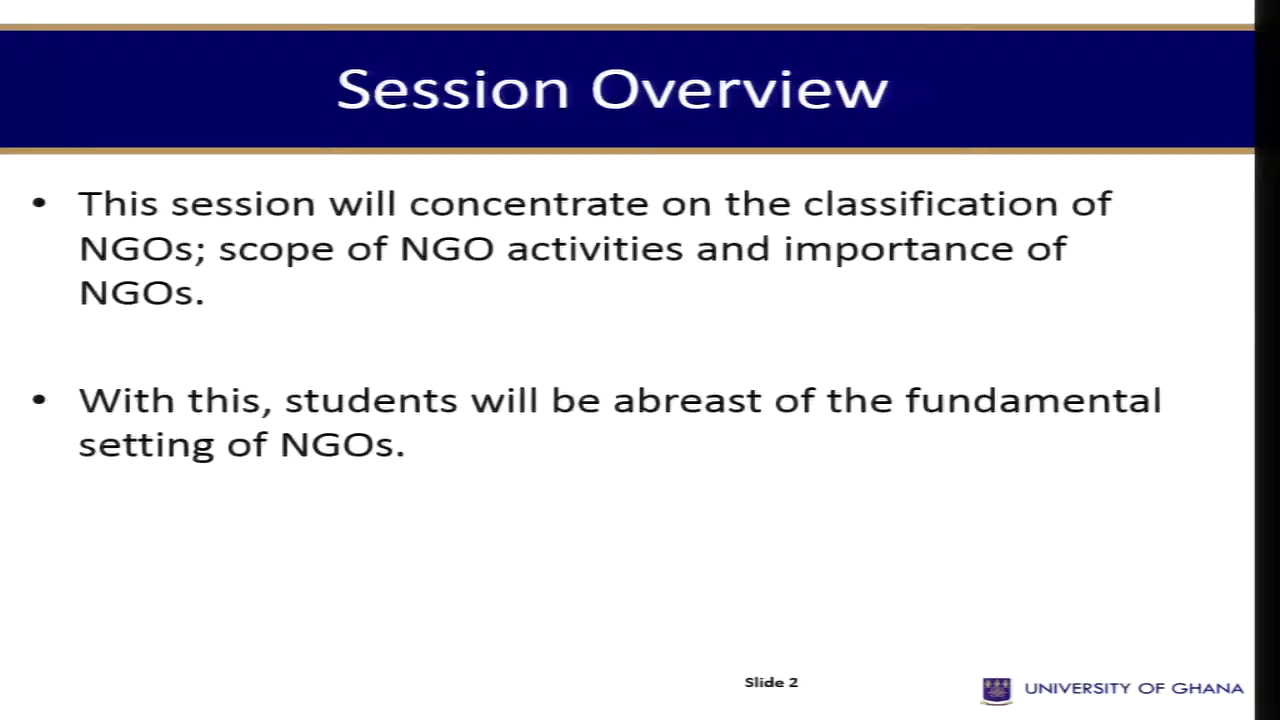 Session Overview
• This session will concentrate on the classification of
NGOs; scope of NGO activities and importance of
NGOs.
• With this, students will be abreast of the fundamental
setting of NGOs.
Slide 2
UNIVERSITY OF GHANA